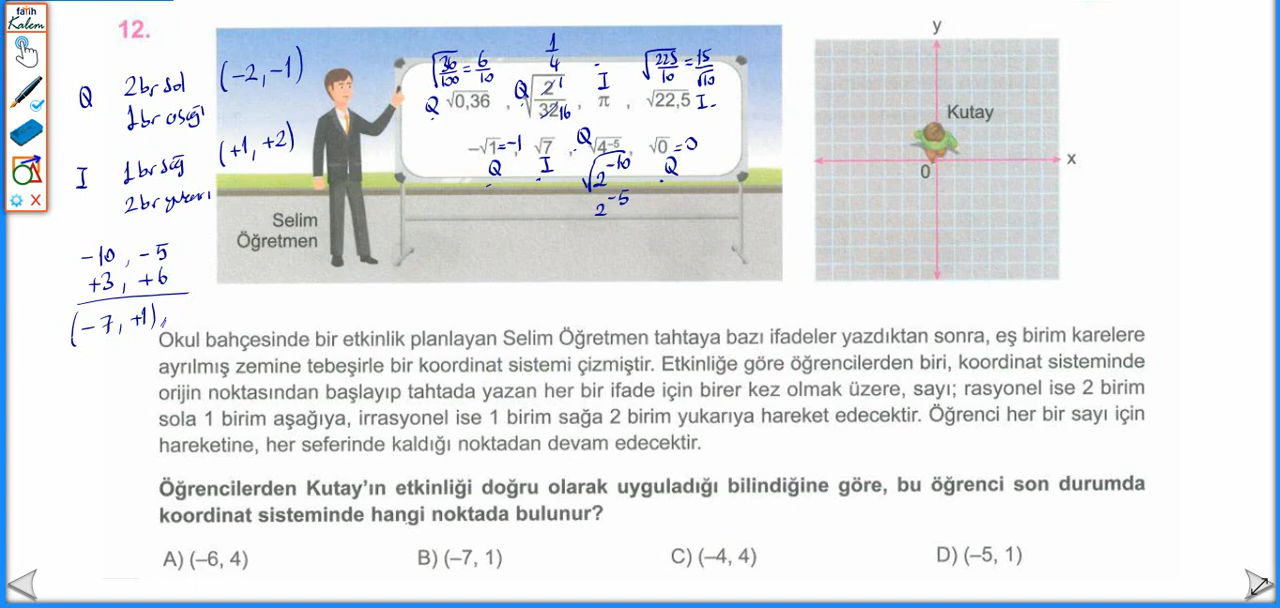 fatih
Kalem
12.
Q 2br sol (-2,-1)
1br aşağı
I 1br sağ (+1,+2)
2br yukarı
-10, -5
+3, +6
(-7, +1)
√36/100 = 6/10
1
4
√225/10 = 15/√10
Q √0,36 , Q √2/32 1 16 , I π , √22,5 I
-√1 = -1 , √7 , Q √4⁻⁵ , √0 = 0
Q I √2⁻¹⁰ Q
2⁻⁵
Selim
Öğretmen
y
Kutay
x
0
Okul bahçesinde bir etkinlik planlayan Selim Öğretmen tahtaya bazı ifadeler yazdıktan sonra, eş birim karelere
ayrılmış zemine tebeşirle bir koordinat sistemi çizmiştir. Etkinliğe göre öğrencilerden biri, koordinat sisteminde
orijin noktasından başlayıp tahtada yazan her bir ifade için birer kez olmak üzere, sayı; rasyonel ise 2 birim
sola 1 birim aşağıya, irrasyonel ise 1 birim sağa 2 birim yukarıya hareket edecektir. Öğrenci her bir sayı için
hareketine, her seferinde kaldığı noktadan devam edecektir.
Öğrencilerden Kutay'ın etkinliği doğru olarak uyguladığı bilindiğine göre, bu öğrenci son durumda
koordinat sisteminde hangi noktada bulunur?
A) (–6, 4) B) (–7, 1) C) (–4, 4) D) (–5, 1)